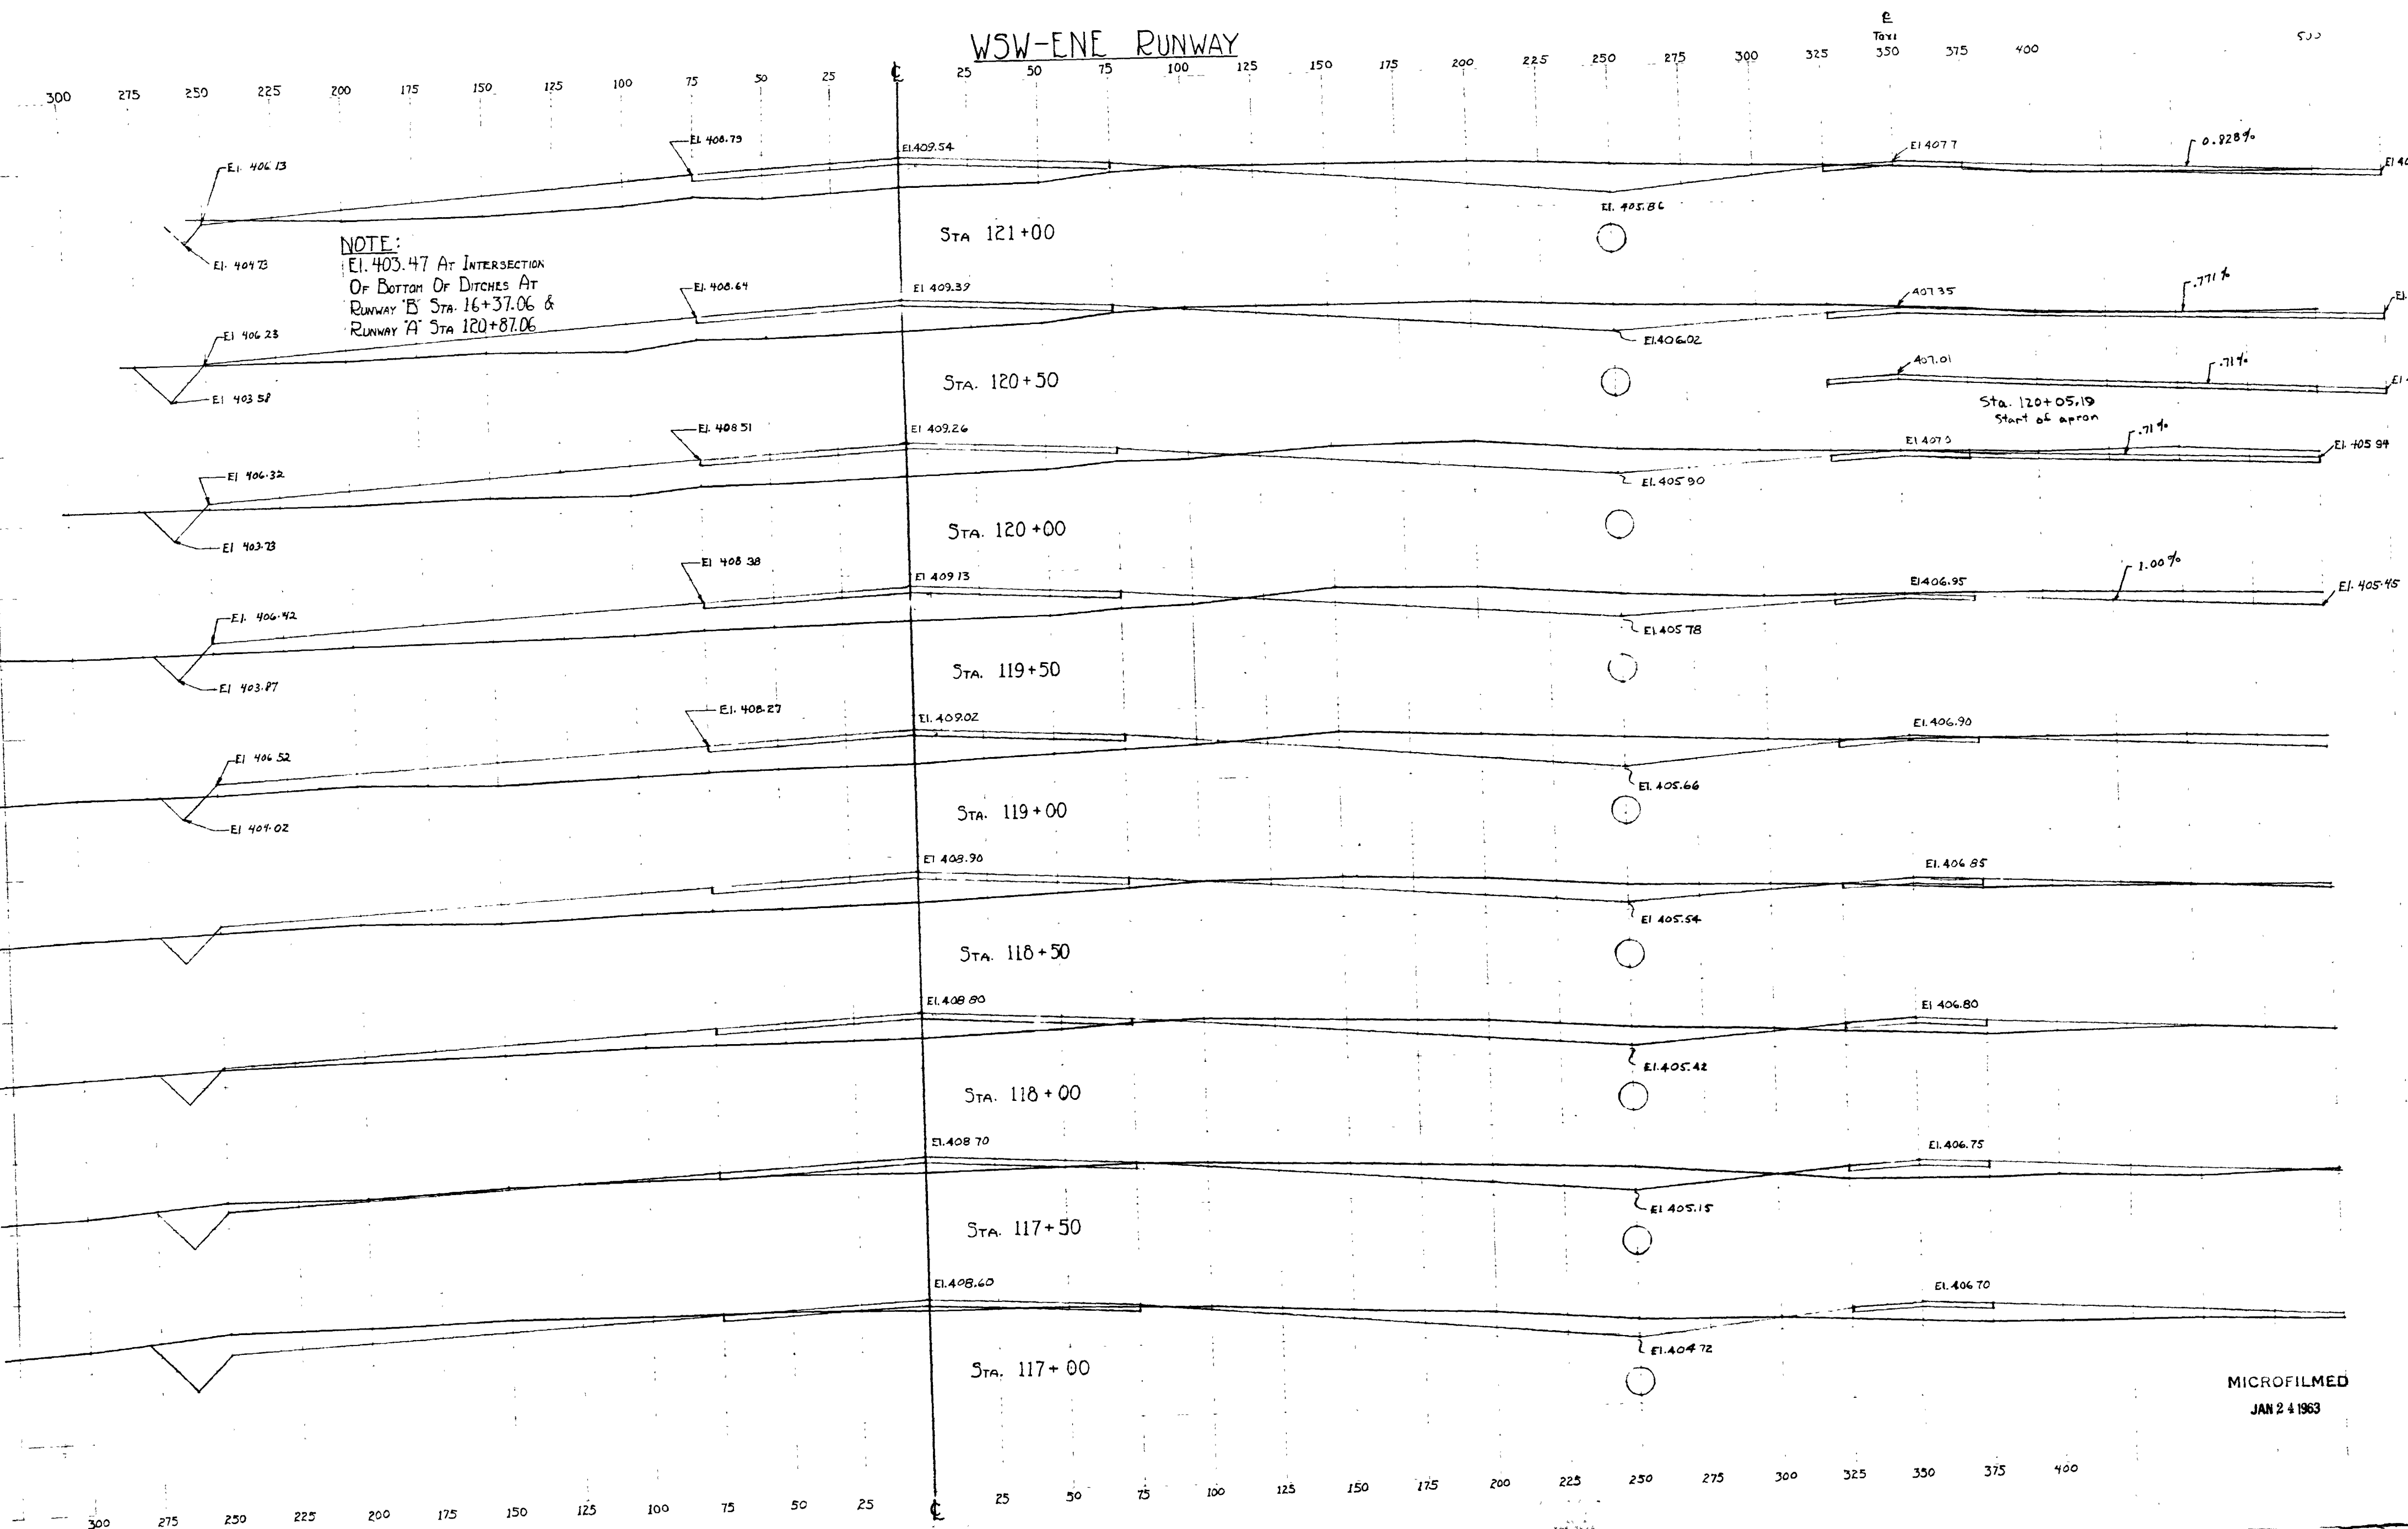 WSW-ENE RUNWAY
₠
Taxi
300 275 250 225 200 175 150 125 100 75 50 25 ℄ 25 50 75 100 125 150 175 200 225 250 275 300 325 350 375 400 500
El. 406.13
El. 408.79
El. 409.54
El 407.7
0.828%
El. 404.73
El. 405.86
STA 121+00
NOTE:
El. 403.47 AT INTERSECTION
OF BOTTOM OF DITCHES AT
RUNWAY "B" STA. 16+37.06 &
RUNWAY "A" STA 120+87.06
El 406.23
El. 408.64
El 409.39
407.35
.771%
El.
El 403.58
El. 406.02
STA. 120+50
407.01
.71%
Sta. 120+05.19
Start of apron
El 406.32
El. 408.51
El 409.26
El 407.0
.71%
El. 405.94
El 403.73
El. 405.90
STA. 120+00
El. 406.42
El 408.38
El 409.13
El 406.95
1.00%
El. 405.45
El 403.87
El. 405.78
STA. 119+50
El 406.52
El. 408.27
El. 409.02
El. 406.90
El 404.02
El. 405.66
STA. 119+00
El 408.90
El. 406.85
El 405.54
STA. 118+50
El. 408.80
El 406.80
El. 405.42
STA. 118+00
El. 408.70
El. 406.75
El 405.15
STA. 117+50
El. 408.60
El. 406.70
El. 404.72
STA. 117+00
MICROFILMED
JAN 24 1963
300 275 250 225 200 175 150 125 100 75 50 25 ℄ 25 50 75 100 125 150 175 200 225 250 275 300 325 350 375 400